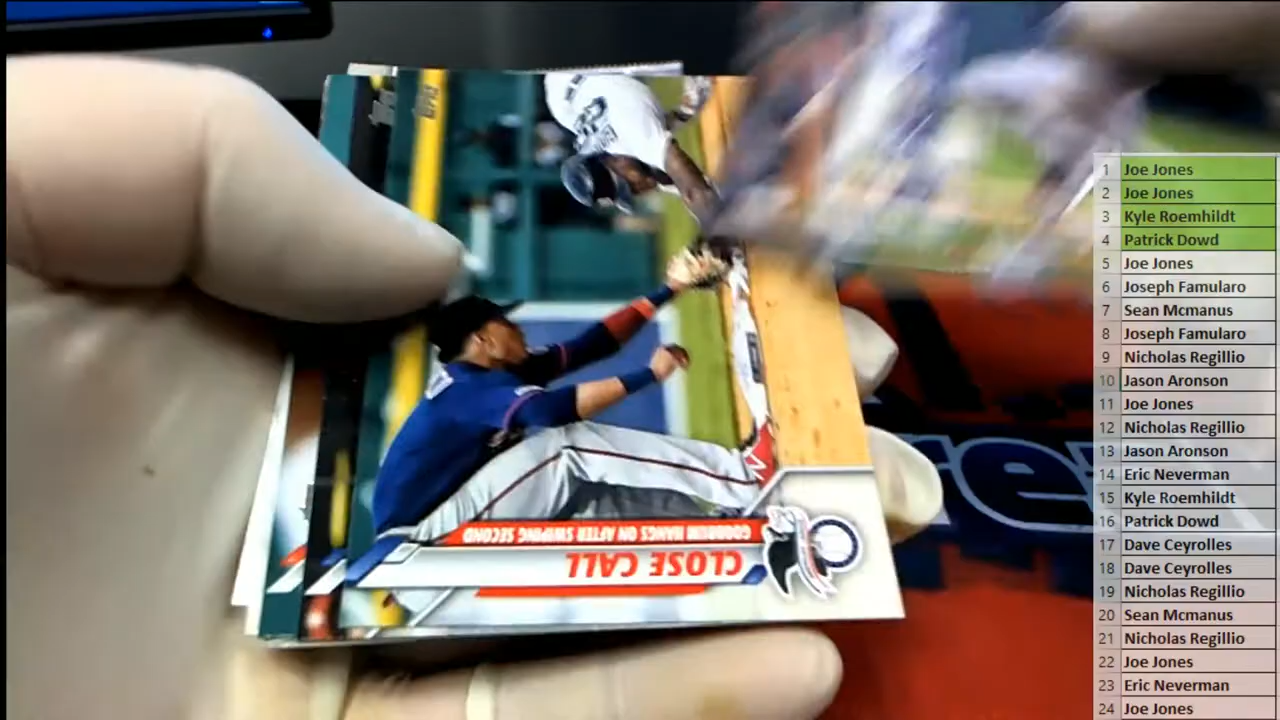 Topps
CLOSE CALL
GOODRUM HANGS ON AFTER SWIPING SECOND
1 Joe Jones
2 Joe Jones
3 Kyle Roemhildt
4 Patrick Dowd
5 Joe Jones
6 Joseph Famularo
7 Sean Mcmanus
8 Joseph Famularo
9 Nicholas Regillio
10 Jason Aronson
11 Joe Jones
12 Nicholas Regillio
13 Jason Aronson
14 Eric Neverman
15 Kyle Roemhildt
16 Patrick Dowd
17 Dave Ceyrolles
18 Dave Ceyrolles
19 Nicholas Regillio
20 Sean Mcmanus
21 Nicholas Regillio
22 Joe Jones
23 Eric Neverman
24 Joe Jones